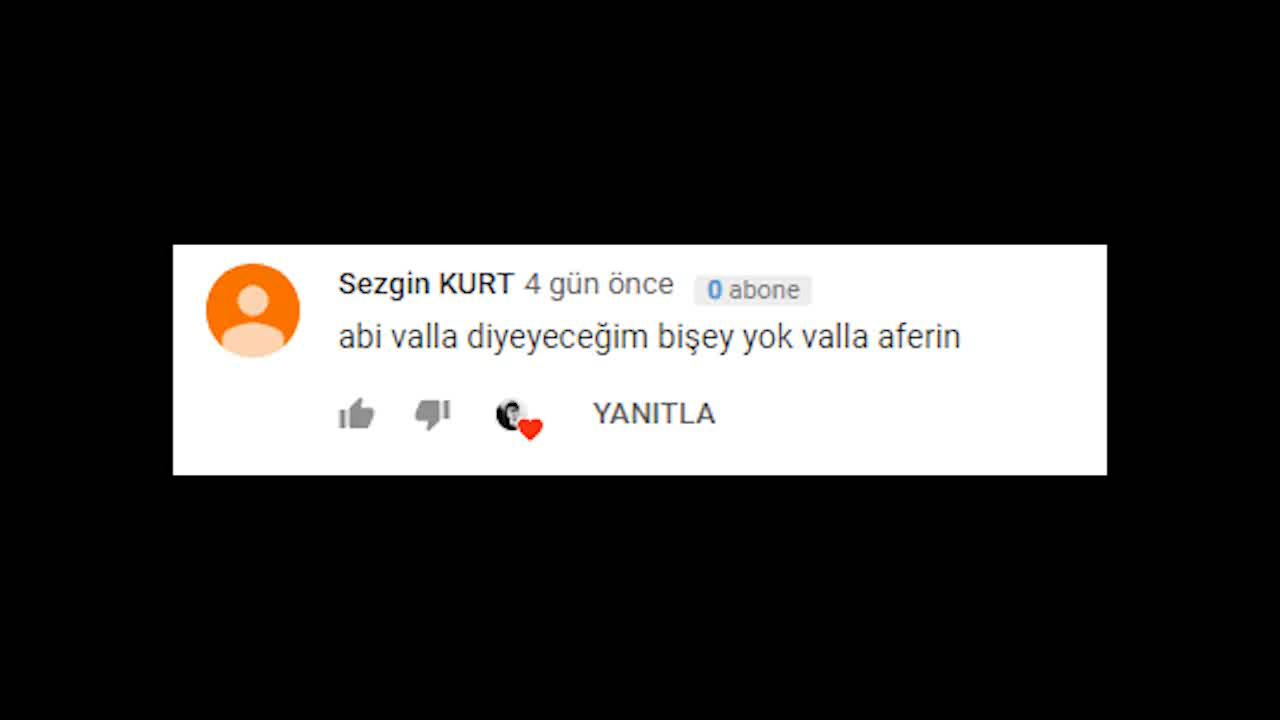 Sezgin KURT 4 gün önce 0 abone
abi valla diyeyeceğim bişey yok valla aferin
YANITLA